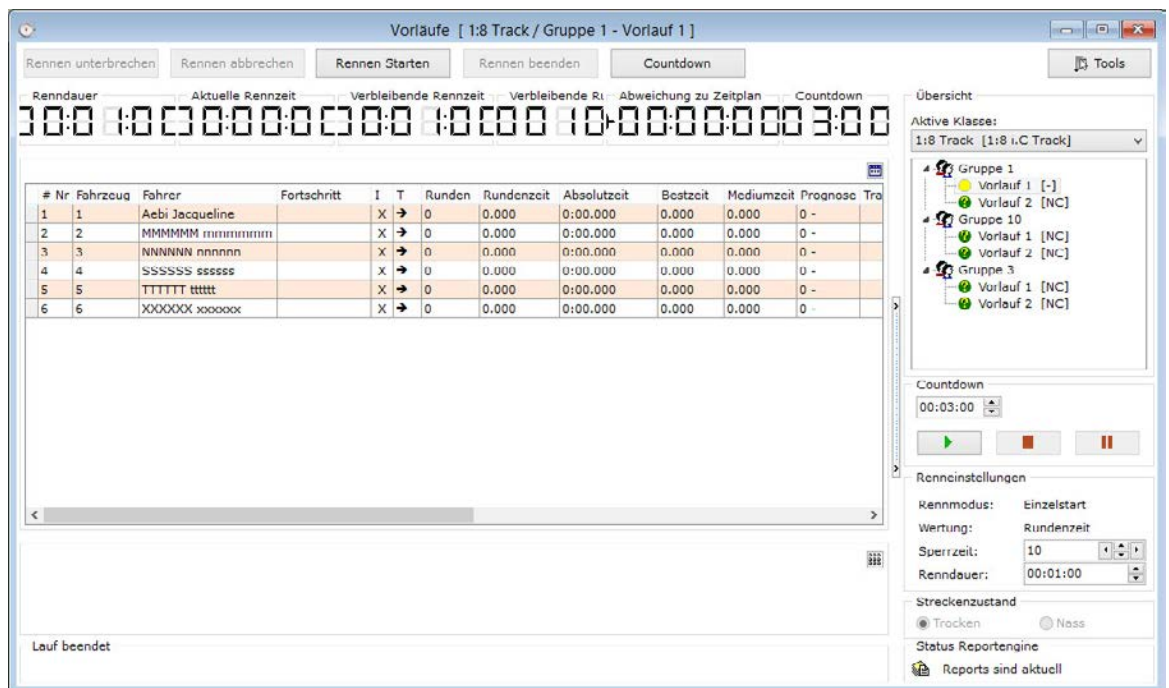 Vorläufe [ 1:8 Track / Gruppe 1 - Vorlauf 1 ]
Rennen unterbrechen Rennen abbrechen Rennen Starten Rennen beenden Countdown Tools
Renndauer Aktuelle Rennzeit Verbleibende Rennzeit Verbleibende Ru Abweichung zu Zeitplan Countdown
Übersicht
Aktive Klasse:
1:8 Track [1:8 I.C Track]
Gruppe 1
Vorlauf 1 [-]
Vorlauf 2 [NC]
Gruppe 10
Vorlauf 1 [NC]
Vorlauf 2 [NC]
Gruppe 3
Vorlauf 1 [NC]
Vorlauf 2 [NC]
# Nr Fahrzeug Fahrer Fortschritt I T Runden Rundenzeit Absolutzeit Bestzeit Mediumzeit Prognose Tra
1 1 Aebi Jacqueline X 0 0.000 0:00.000 0.000 0.000 0 -
2 2 MMMMMM mmmmmm X 0 0.000 0:00.000 0.000 0.000 0 -
3 3 NNNNNN nnnnnn X 0 0.000 0:00.000 0.000 0.000 0 -
4 4 SSSSSS ssssss X 0 0.000 0:00.000 0.000 0.000 0 -
5 5 TTTTTT tttttt X 0 0.000 0:00.000 0.000 0.000 0 -
6 6 XXXXXX xxxxxx X 0 0.000 0:00.000 0.000 0.000 0 -
Countdown
00:03:00
Renneinstellungen
Rennmodus: Einzelstart
Wertung: Rundenzeit
Sperrzeit: 10
Renndauer: 00:01:00
Streckenzustand
Trocken Nass
Status Reportengine
Reports sind aktuell
Lauf beendet